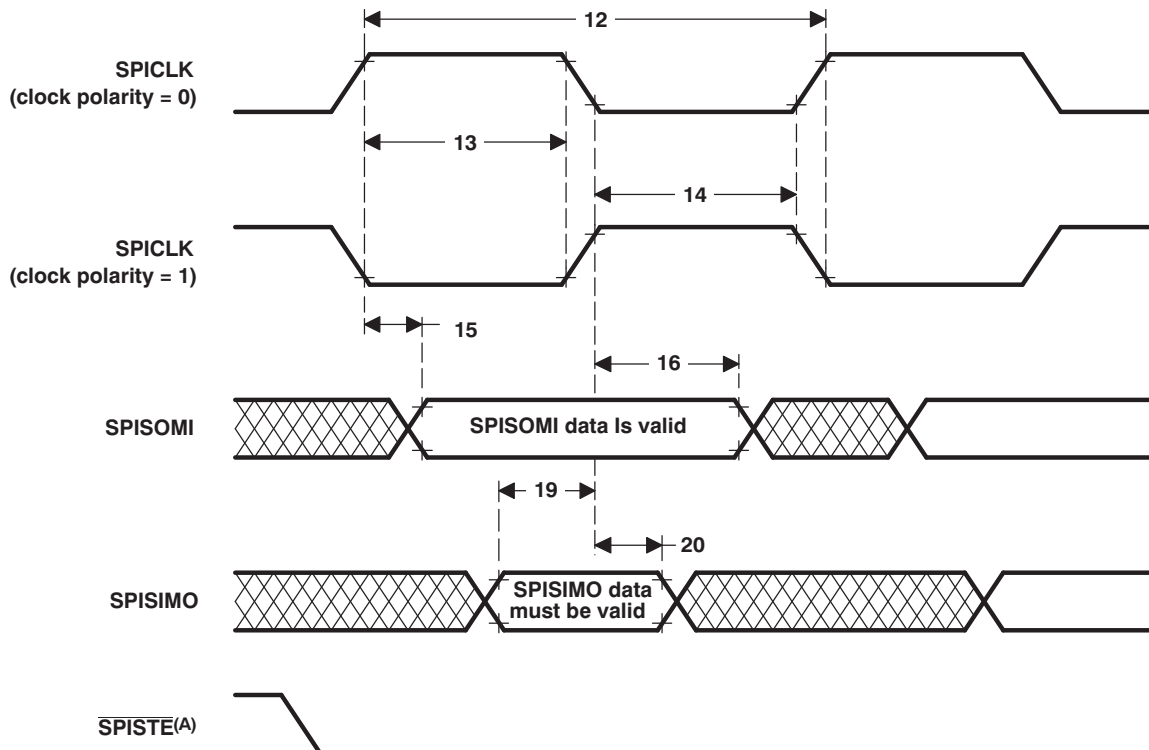 12
SPICLK
(clock polarity = 0)
13
14
SPICLK
(clock polarity = 1)
15
16
SPISOMI
SPISOMI data Is valid
19
20
SPISIMO
SPISIMO data
must be valid
SPISTE(A)